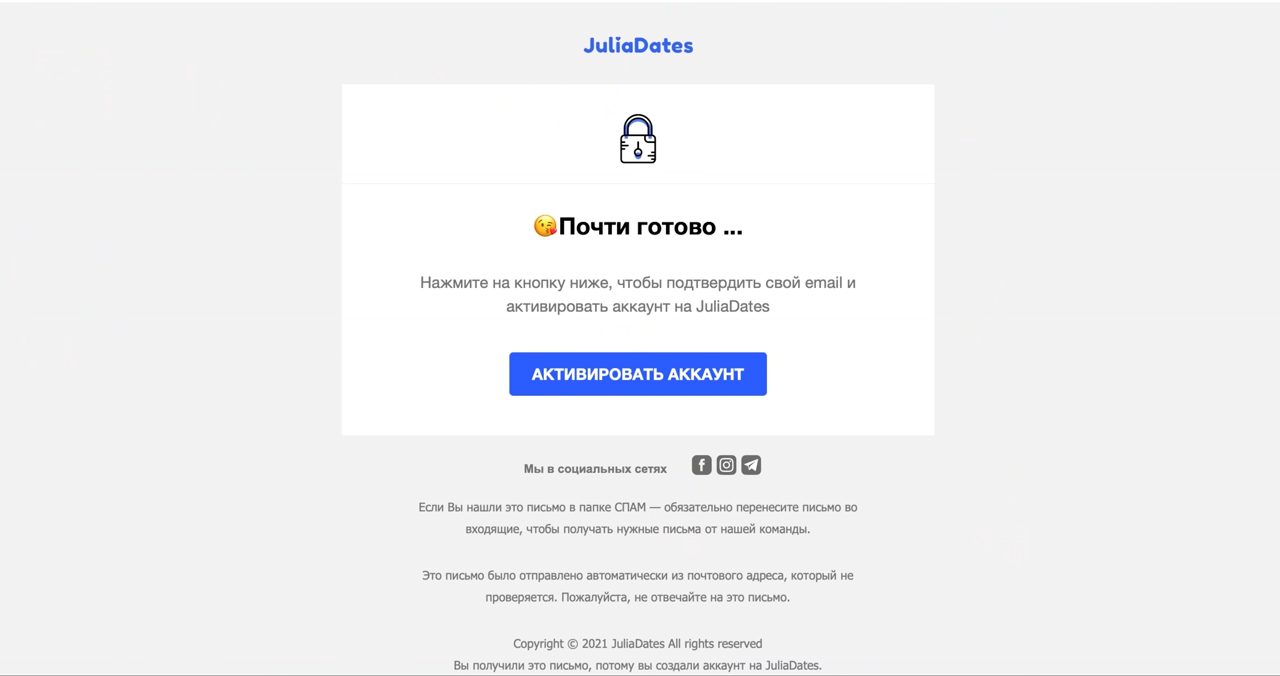 JuliaDates
😘Почти готово ...
Нажмите на кнопку ниже, чтобы подтвердить свой email и
активировать аккаунт на JuliaDates
АКТИВИРОВАТЬ АККАУНТ
Мы в социальных сетях
Если Вы нашли это письмо в папке СПАМ — обязательно перенесите письмо во
входящие, чтобы получать нужные письма от нашей команды.
Это письмо было отправлено автоматически из почтового адреса, который не
проверяется. Пожалуйста, не отвечайте на это письмо.
Copyright © 2021 JuliaDates All rights reserved
Вы получили это письмо, потому вы создали аккаунт на JuliaDates.